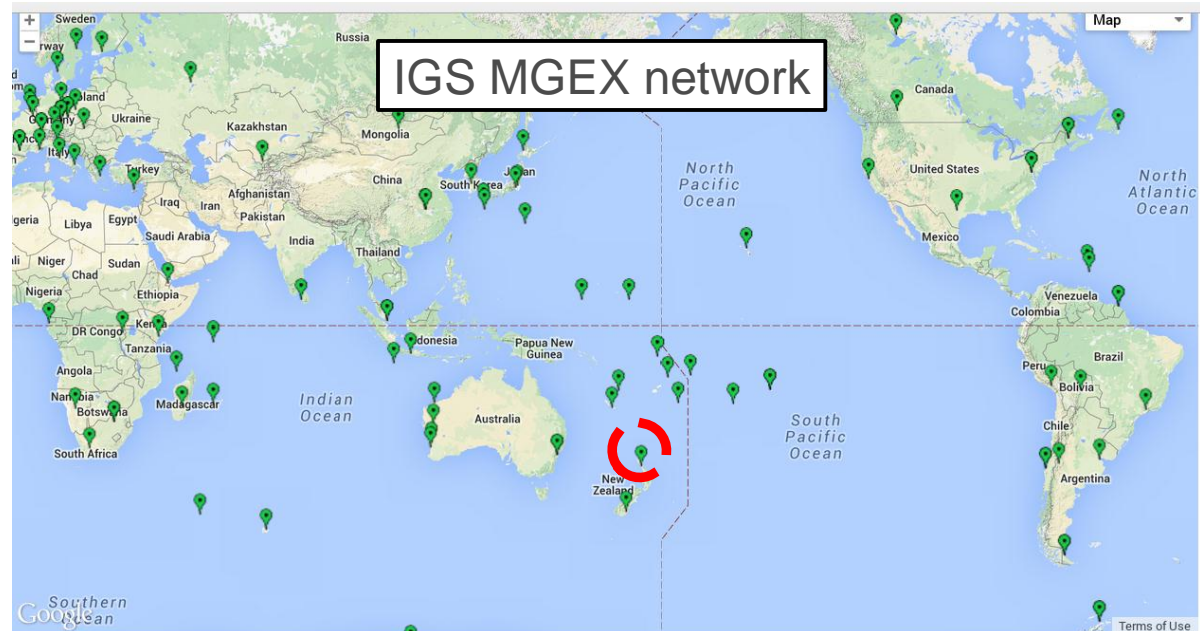 +
−
Sweden
Russia
Map
IGS MGEX network
Canada
Ukraine
Kazakhstan
Mongolia
United States
North
Pacific
Ocean
North
Atlantic
Ocean
Turkey
China
South Korea
Japan
Afghanistan
Iraq
Iran
Pakistan
Libya
Egypt
Saudi Arabia
India
Thailand
Mexico
Niger
Chad
Sudan
Nigeria
Ethiopia
Venezuela
Colombia
DR Congo
Kenya
Tanzania
Papua New
Guinea
Brazil
Angola
Peru
Bolivia
Namibia
Botswana
Madagascar
Indian
Ocean
Australia
South
Pacific
Ocean
Chile
South Africa
New
Zealand
Argentina
Southern
Ocean
Google
Terms of Use